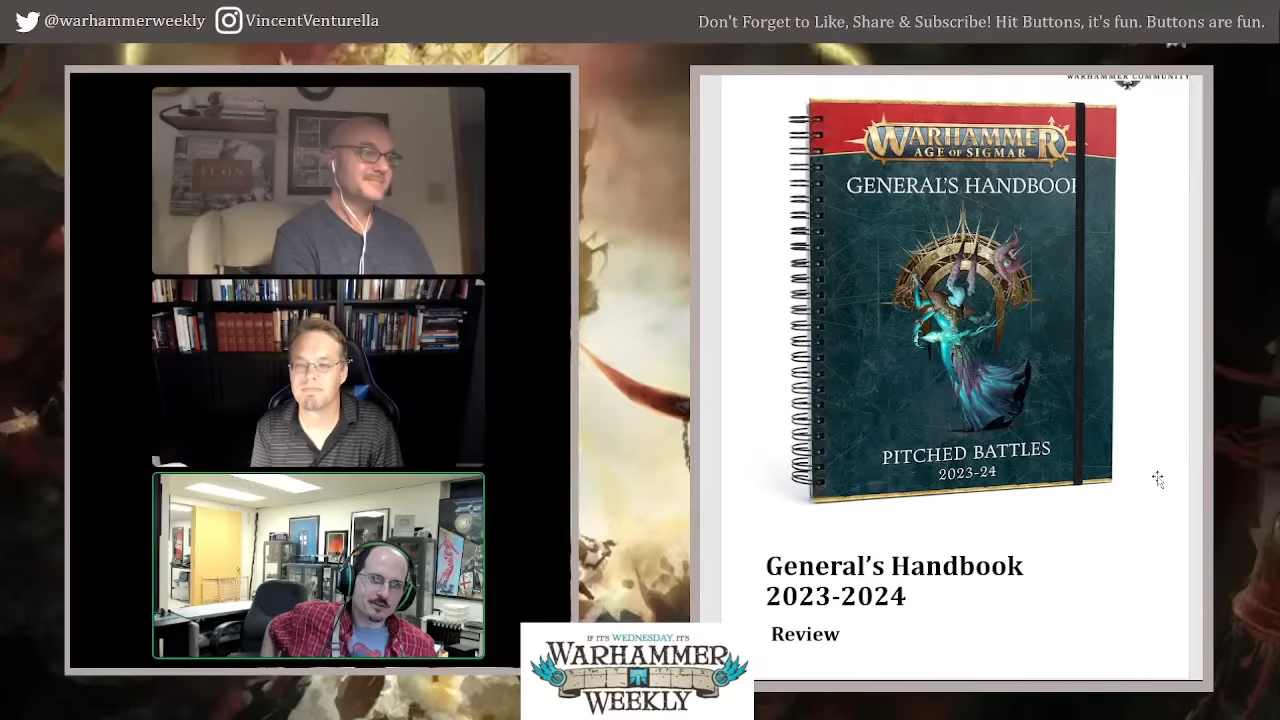 @warhammerweekly VincentVenturella
Don't Forget to Like, Share & Subscribe! Hit Buttons, it's fun. Buttons are fun.
WARHAMMER COMMUNITY
WARHAMMER
AGE OF SIGMAR
GENERAL'S HANDBOOK
PITCHED BATTLES
2023-24
General's Handbook
2023-2024
Review
IF IT'S WEDNESDAY, IT'S
WARHAMMER
WEEKLY